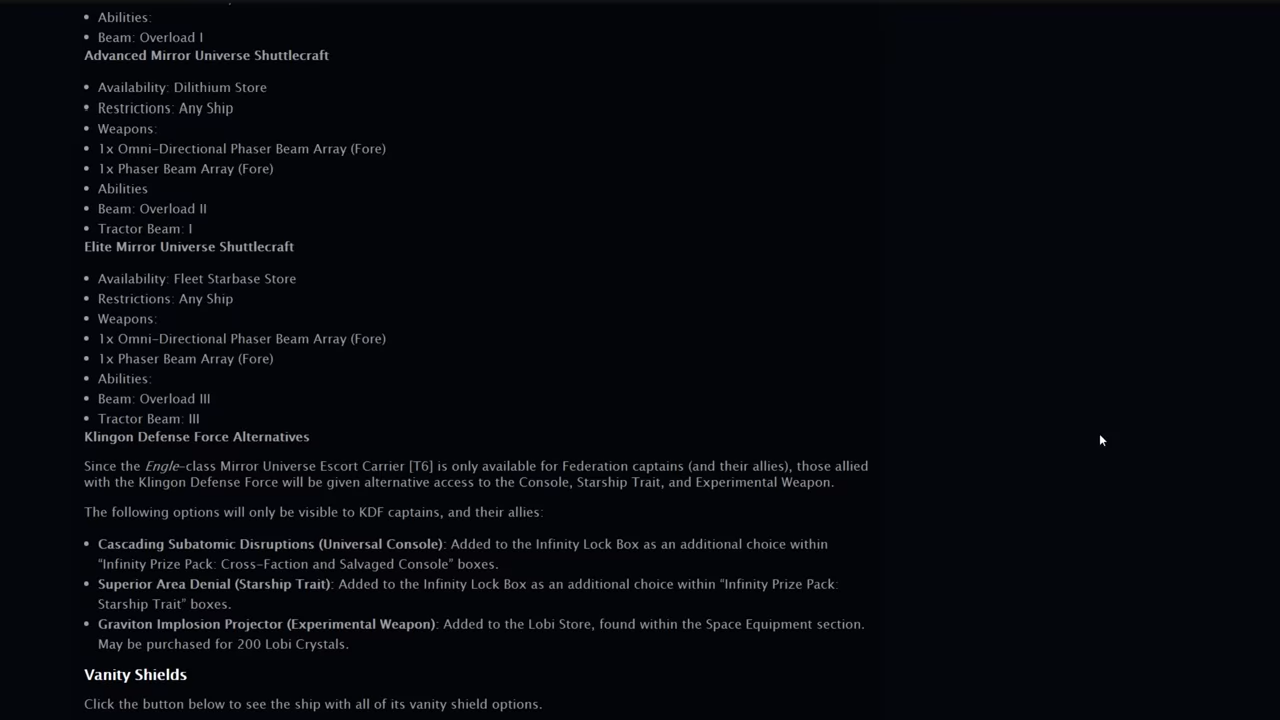 • Abilities:
• Beam: Overload I
Advanced Mirror Universe Shuttlecraft
• Availability: Dilithium Store
• Restrictions: Any Ship
• Weapons:
• 1x Omni-Directional Phaser Beam Array (Fore)
• 1x Phaser Beam Array (Fore)
• Abilities
• Beam: Overload II
• Tractor Beam: I
Elite Mirror Universe Shuttlecraft
• Availability: Fleet Starbase Store
• Restrictions: Any Ship
• Weapons:
• 1x Omni-Directional Phaser Beam Array (Fore)
• 1x Phaser Beam Array (Fore)
• Abilities:
• Beam: Overload III
• Tractor Beam: III
Klingon Defense Force Alternatives
Since the Engle-class Mirror Universe Escort Carrier [T6] is only available for Federation captains (and their allies), those allied
with the Klingon Defense Force will be given alternative access to the Console, Starship Trait, and Experimental Weapon.
The following options will only be visible to KDF captains, and their allies:
• Cascading Subatomic Disruptions (Universal Console): Added to the Infinity Lock Box as an additional choice within
“Infinity Prize Pack: Cross-Faction and Salvaged Console” boxes.
• Superior Area Denial (Starship Trait): Added to the Infinity Lock Box as an additional choice within “Infinity Prize Pack:
Starship Trait” boxes.
• Graviton Implosion Projector (Experimental Weapon): Added to the Lobi Store, found within the Space Equipment section.
May be purchased for 200 Lobi Crystals.
Vanity Shields
Click the button below to see the ship with all of its vanity shield options.